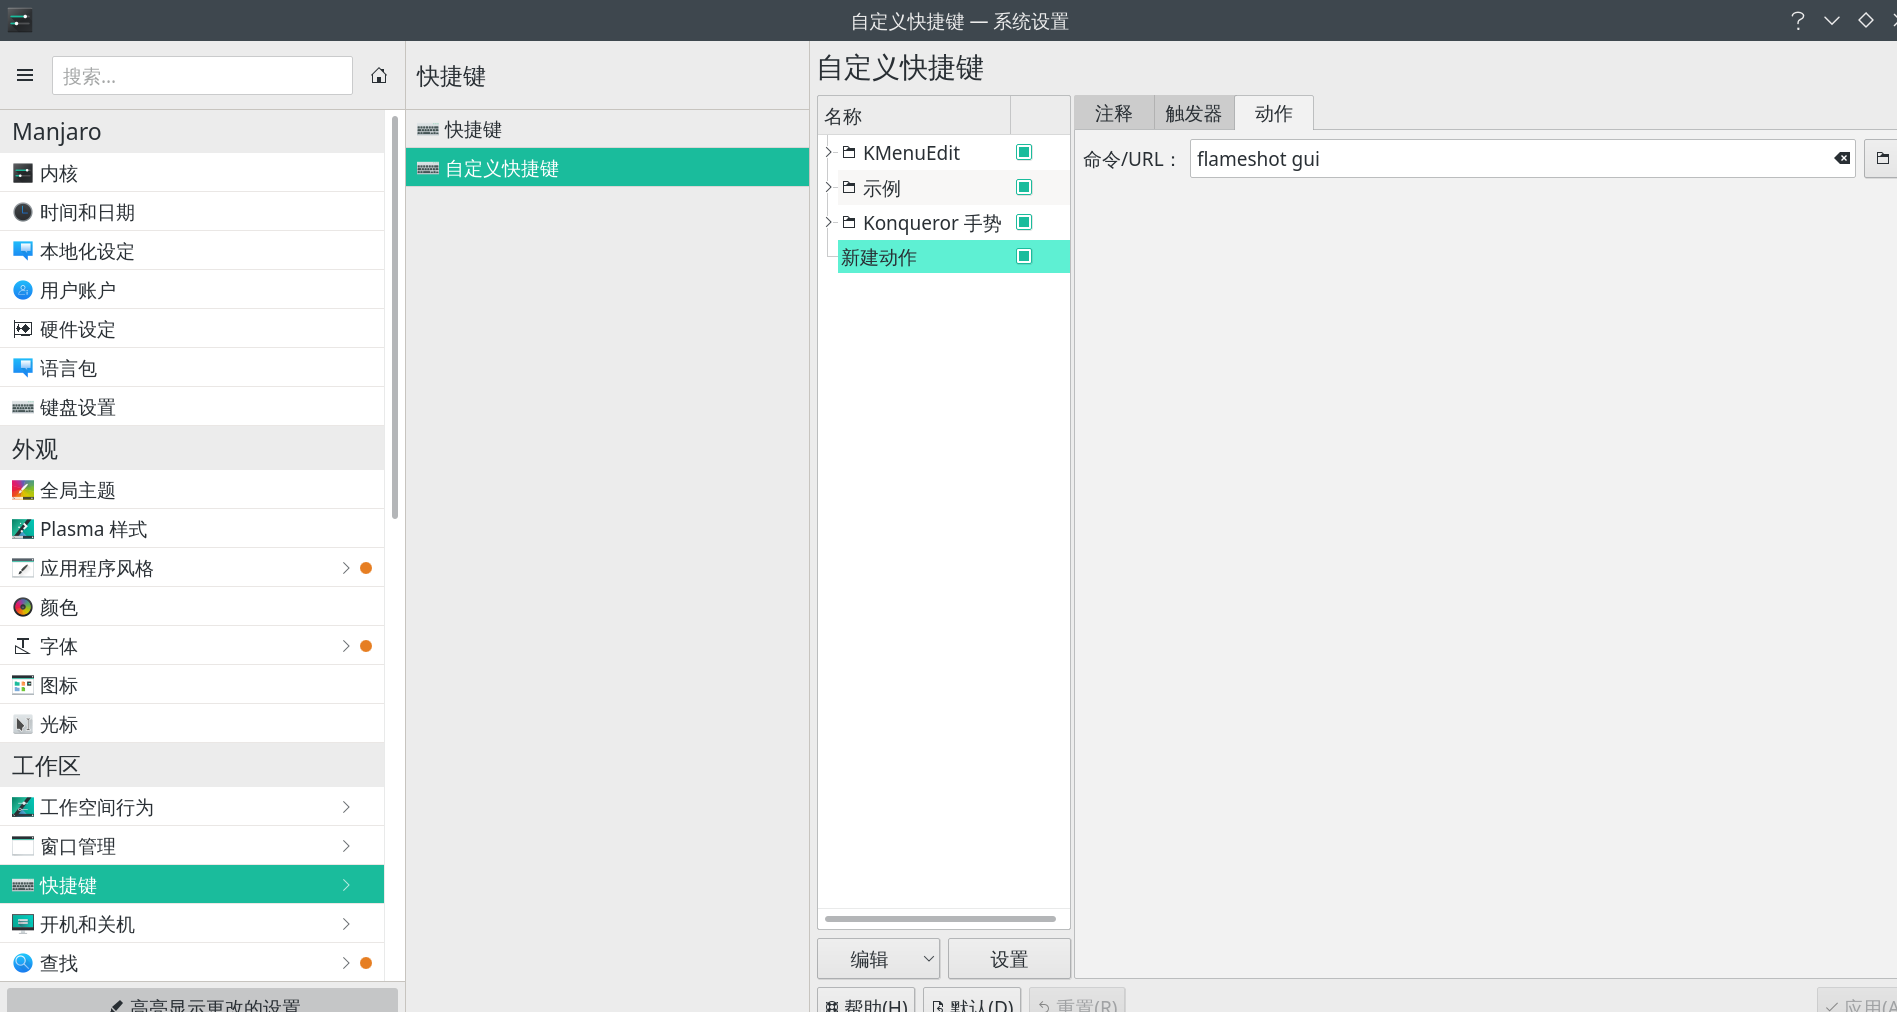 自定义快捷键 — 系统设置
搜索...
Manjaro
内核
时间和日期
本地化设定
用户账户
硬件设定
语言包
键盘设置
外观
全局主题
Plasma 样式
应用程序风格
颜色
字体
图标
光标
工作区
工作空间行为
窗口管理
快捷键
开机和关机
查找
高亮显示更改的设置
快捷键
快捷键
自定义快捷键
自定义快捷键
名称
KMenuEdit
示例
Konqueror 手势
新建动作
编辑
设置
注释
触发器
动作
命令/URL：
flameshot gui
帮助(H)
默认(D)
重置(R)
应用(A